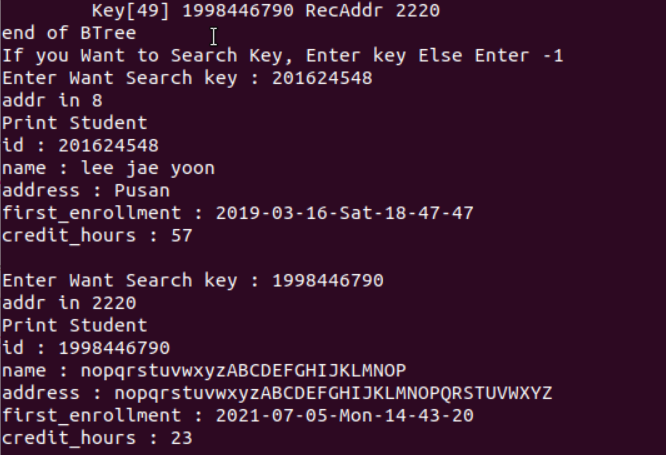 Key[49] 1998446790 RecAddr 2220
end of BTree
If you Want to Search Key, Enter key Else Enter -1
Enter Want Search key : 201624548
addr in 8
Print Student
id : 201624548
name : lee jae yoon
address : Pusan
first_enrollment : 2019-03-16-Sat-18-47-47
credit_hours : 57
Enter Want Search key : 1998446790
addr in 2220
Print Student
id : 1998446790
name : nopqrstuvwxyzABCDEFGHIJKLMNOP
address : nopqrstuvwxyzABCDEFGHIJKLMNOPQRSTUVWXYZ
first_enrollment : 2021-07-05-Mon-14-43-20
credit_hours : 23